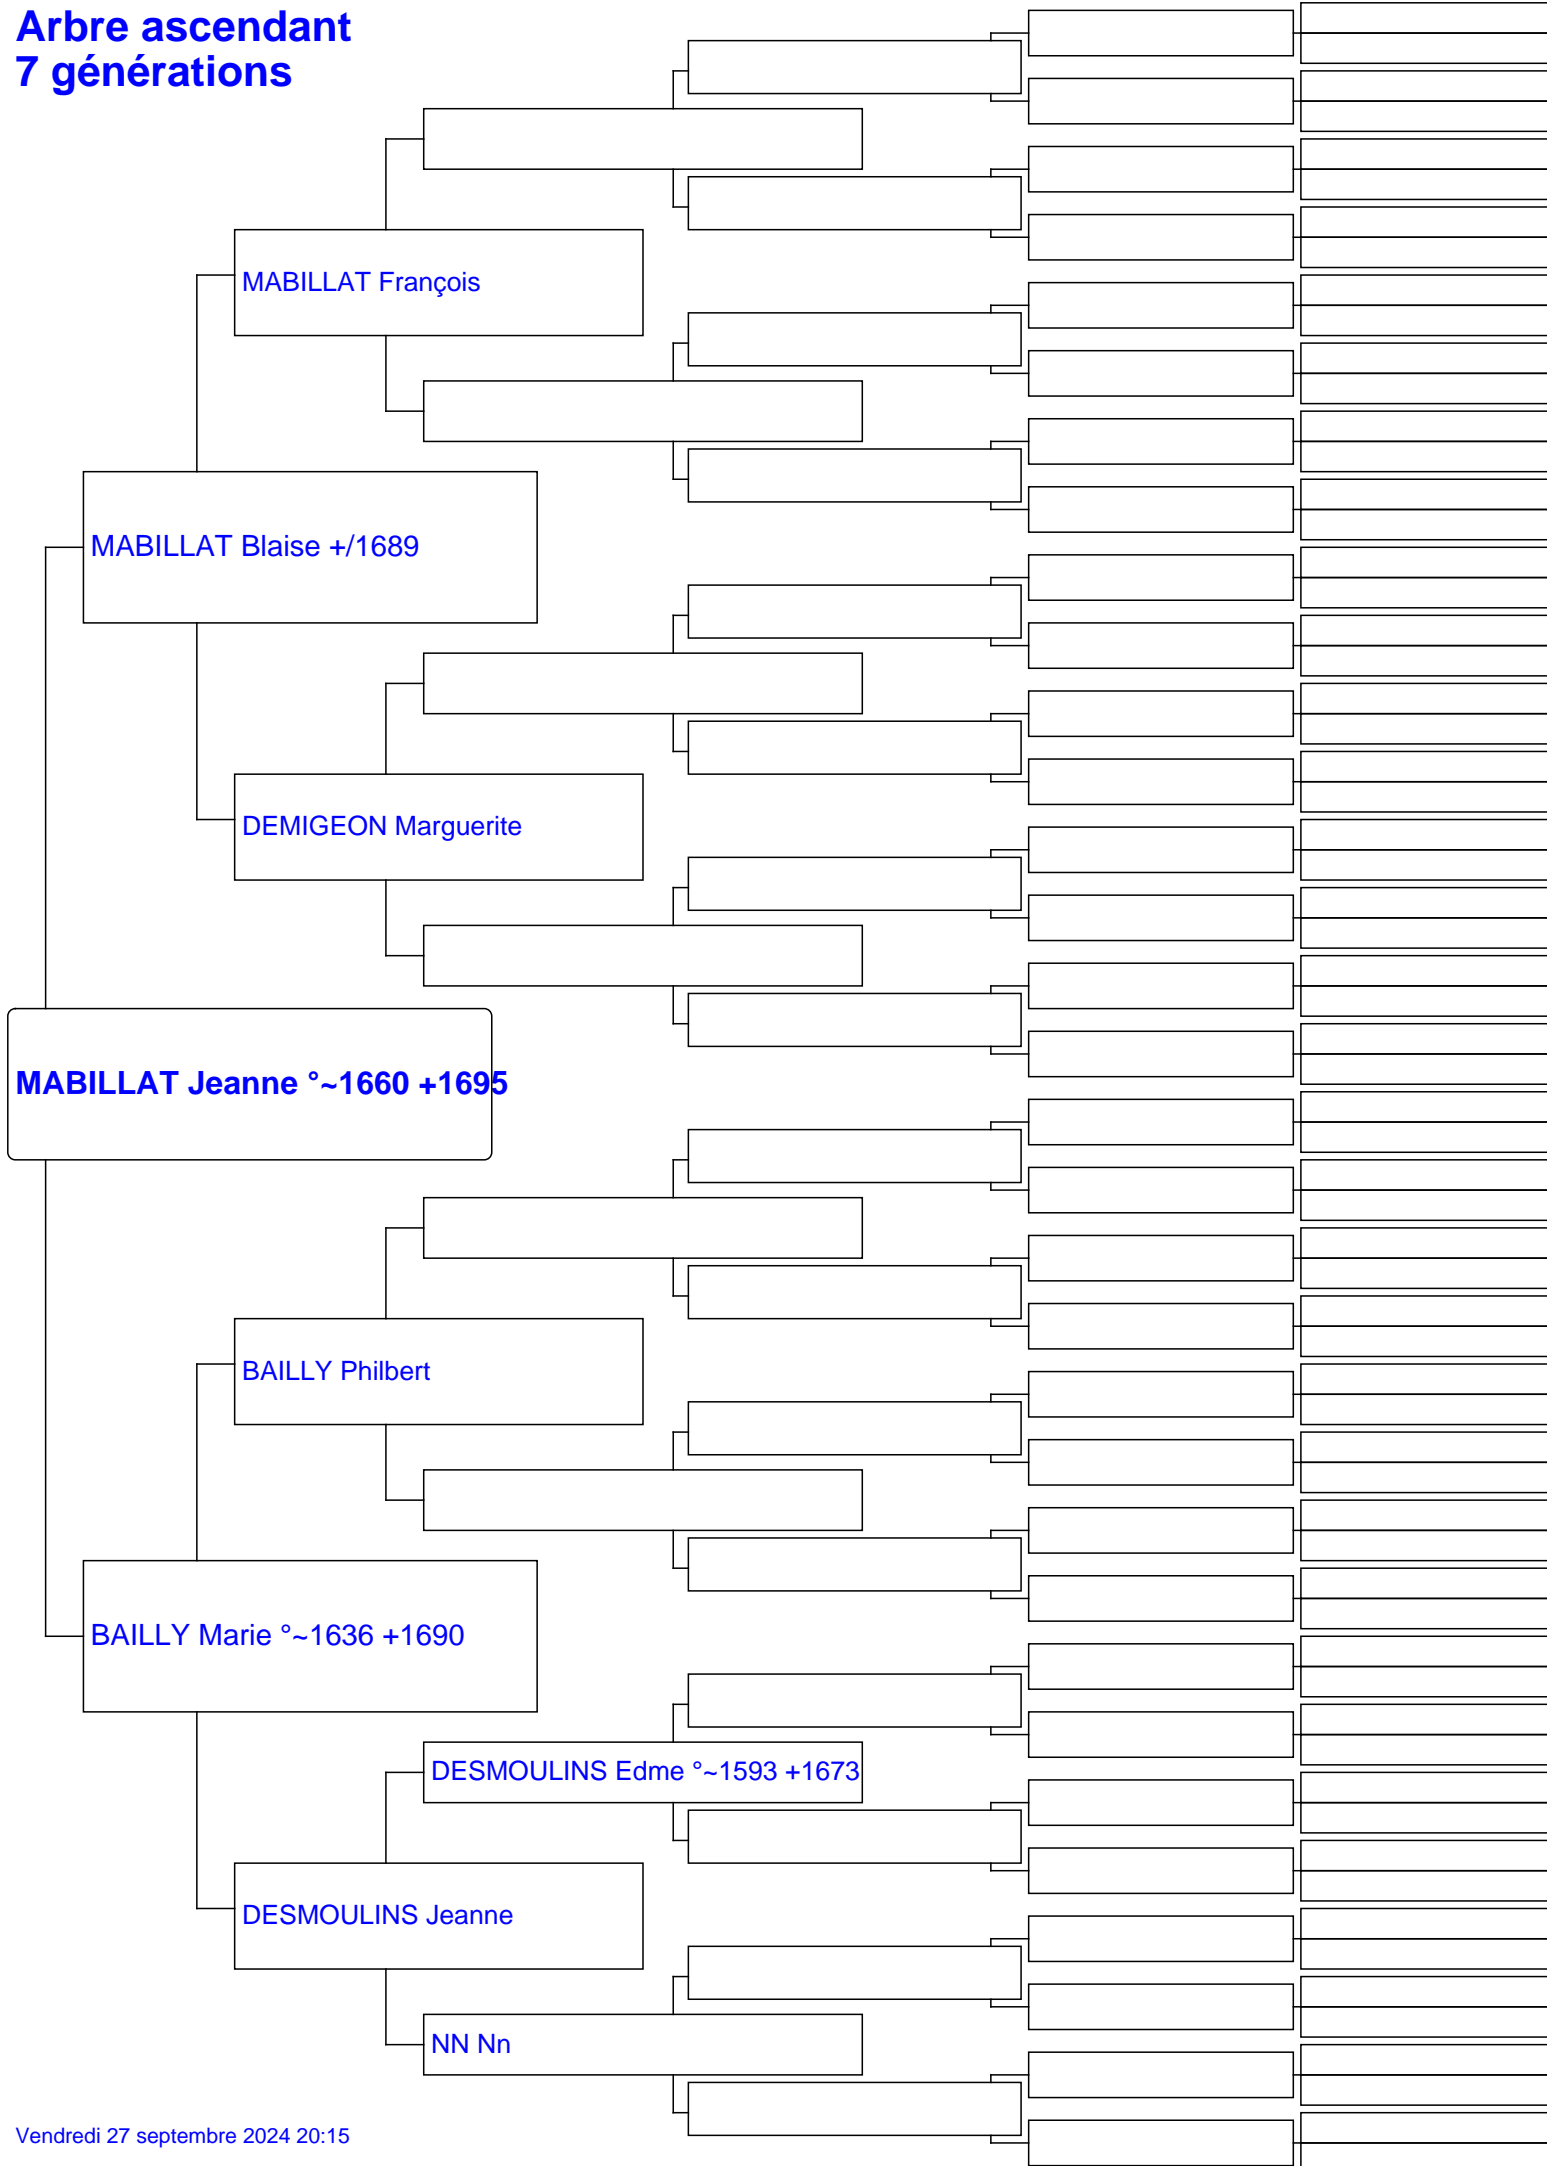 Arbre ascendant
7 générations
MABILLAT François
MABILLAT Blaise +/1689
DEMIGEON Marguerite
MABILLAT Jeanne °~1660 +1695
BAILLY Philbert
BAILLY Marie °~1636 +1690
DESMOULINS Edme °~1593 +1673
DESMOULINS Jeanne
NN Nn
Vendredi 27 septembre 2024 20:15